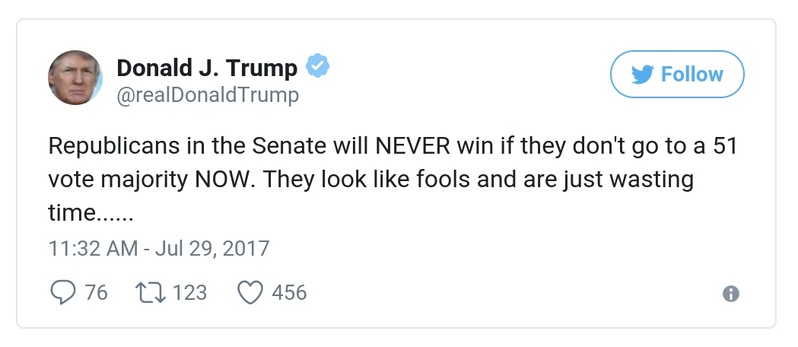 Donald J. Trump
@realDonaldTrump
Follow
Republicans in the Senate will NEVER win if they don't go to a 51
vote majority NOW. They look like fools and are just wasting
time......
11:32 AM - Jul 29, 2017
76 123 456